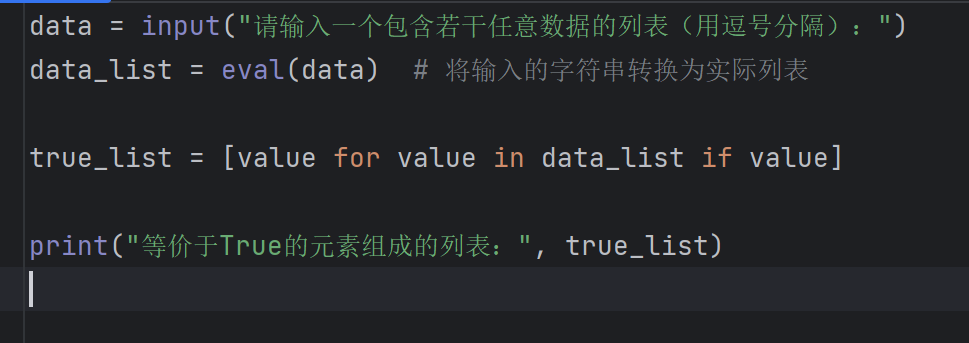 data = input("请输入一个包含若干任意数据的列表（用逗号分隔）：")
data_list = eval(data)  # 将输入的字符串转换为实际列表
true_list = [value for value in data_list if value]
print("等价于True的元素组成的列表：", true_list)